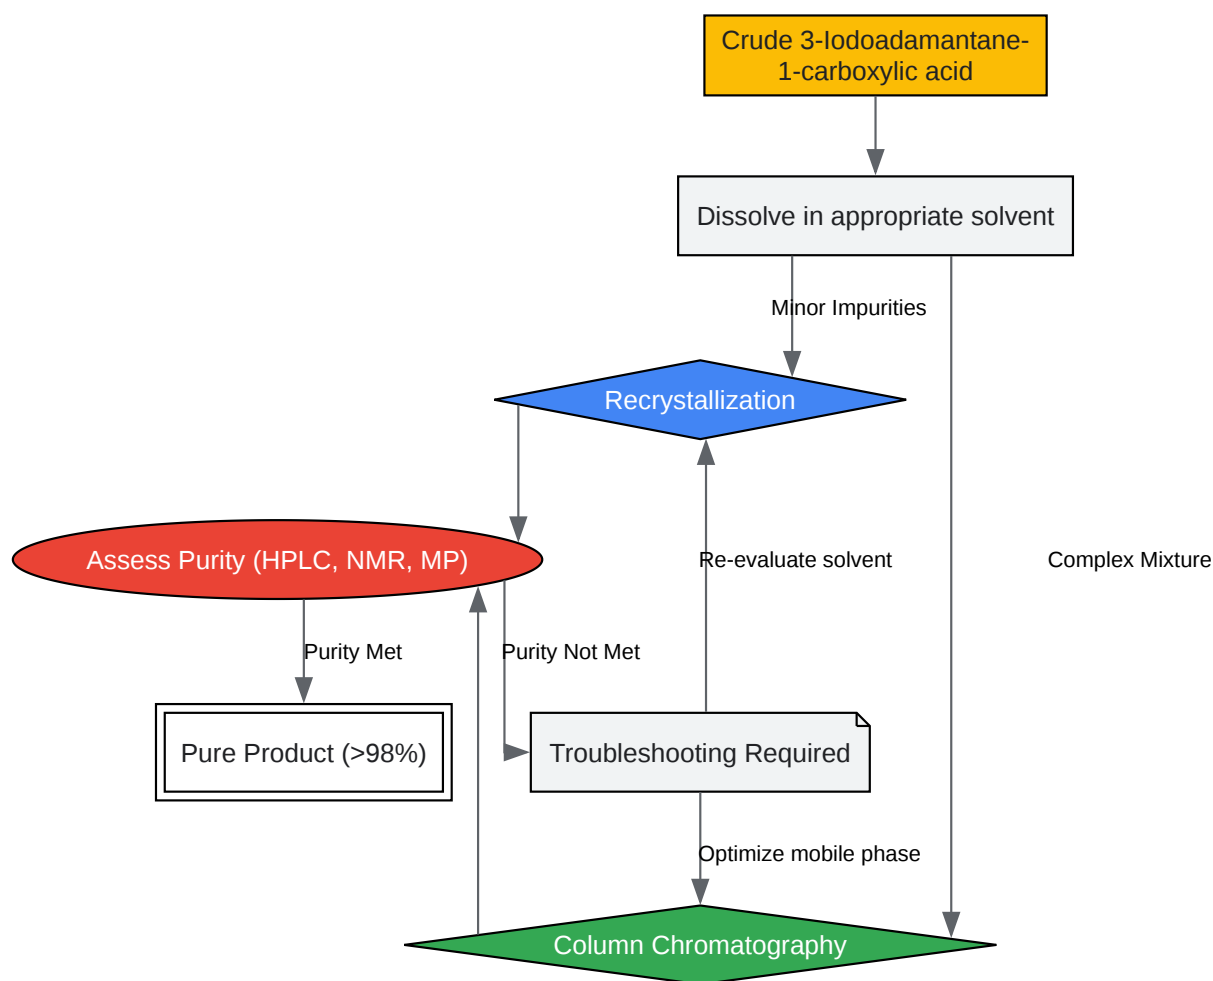 Crude 3-Iodoadamantane-
1-carboxylic acid
Dissolve in appropriate solvent
Minor Impurities
Recrystallization
Assess Purity (HPLC, NMR, MP)
Re-evaluate solvent
Complex Mixture
Purity Met
Purity Not Met
Pure Product (>98%)
Troubleshooting Required
Optimize mobile phase
Column Chromatography